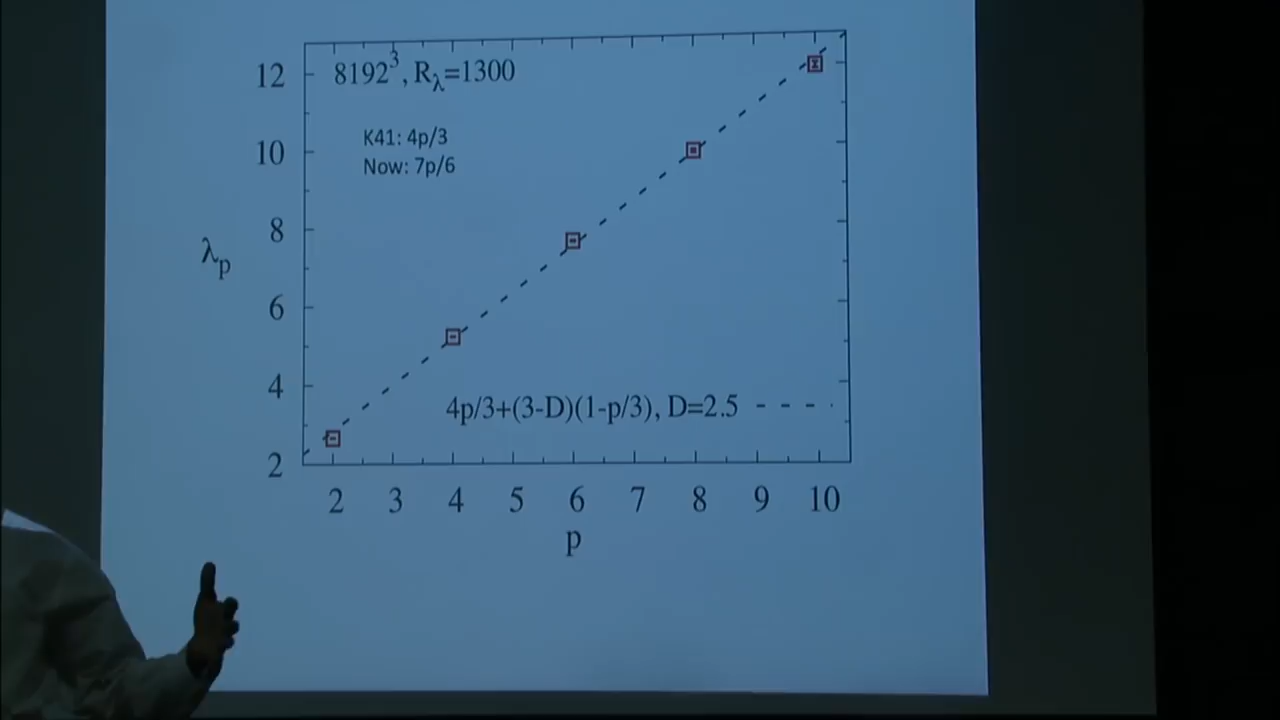 8192³, R_λ=1300
K41: 4p/3
Now: 7p/6
12
10
8
6
4
2
λ_p
4p/3+(3-D)(1-p/3), D=2.5
2 3 4 5 6 7 8 9 10
p